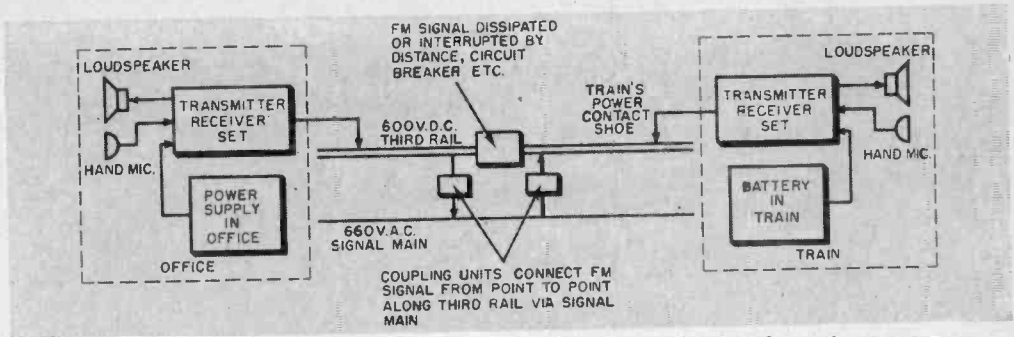 LOUDSPEAKER
TRANSMITTER
RECEIVER
SET
HAND MIC.
POWER
SUPPLY
IN
OFFICE
OFFICE
FM SIGNAL DISSIPATED
OR INTERRUPTED BY
DISTANCE, CIRCUIT
BREAKER ETC.
600 V. D.C.
THIRD RAIL
660 V. A.C.
SIGNAL MAIN
COUPLING UNITS CONNECT FM
SIGNAL FROM POINT TO POINT
ALONG THIRD RAIL VIA SIGNAL
MAIN
TRAIN'S
POWER
CONTACT
SHOE
LOUDSPEAKER
TRANSMITTER
RECEIVER
SET
HAND MIC.
BATTERY
IN
TRAIN
TRAIN